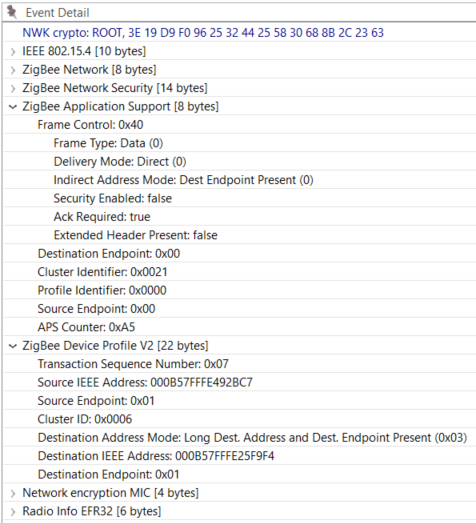 Event Detail
NWK crypto: ROOT, 3E 19 D9 F0 96 25 32 44 25 58 30 68 8B 2C 23 63
IEEE 802.15.4 [10 bytes]
ZigBee Network [8 bytes]
ZigBee Network Security [14 bytes]
ZigBee Application Support [8 bytes]
Frame Control: 0x40
Frame Type: Data (0)
Delivery Mode: Direct (0)
Indirect Address Mode: Dest Endpoint Present (0)
Security Enabled: false
Ack Required: true
Extended Header Present: false
Destination Endpoint: 0x00
Cluster Identifier: 0x0021
Profile Identifier: 0x0000
Source Endpoint: 0x00
APS Counter: 0xA5
ZigBee Device Profile V2 [22 bytes]
Transaction Sequence Number: 0x07
Source IEEE Address: 000B57FFFE492BC7
Source Endpoint: 0x01
Cluster ID: 0x0006
Destination Address Mode: Long Dest. Address and Dest. Endpoint Present (0x03)
Destination IEEE Address: 000B57FFFE25F9F4
Destination Endpoint: 0x01
Network encryption MIC [4 bytes]
Radio Info EFR32 [6 bytes]